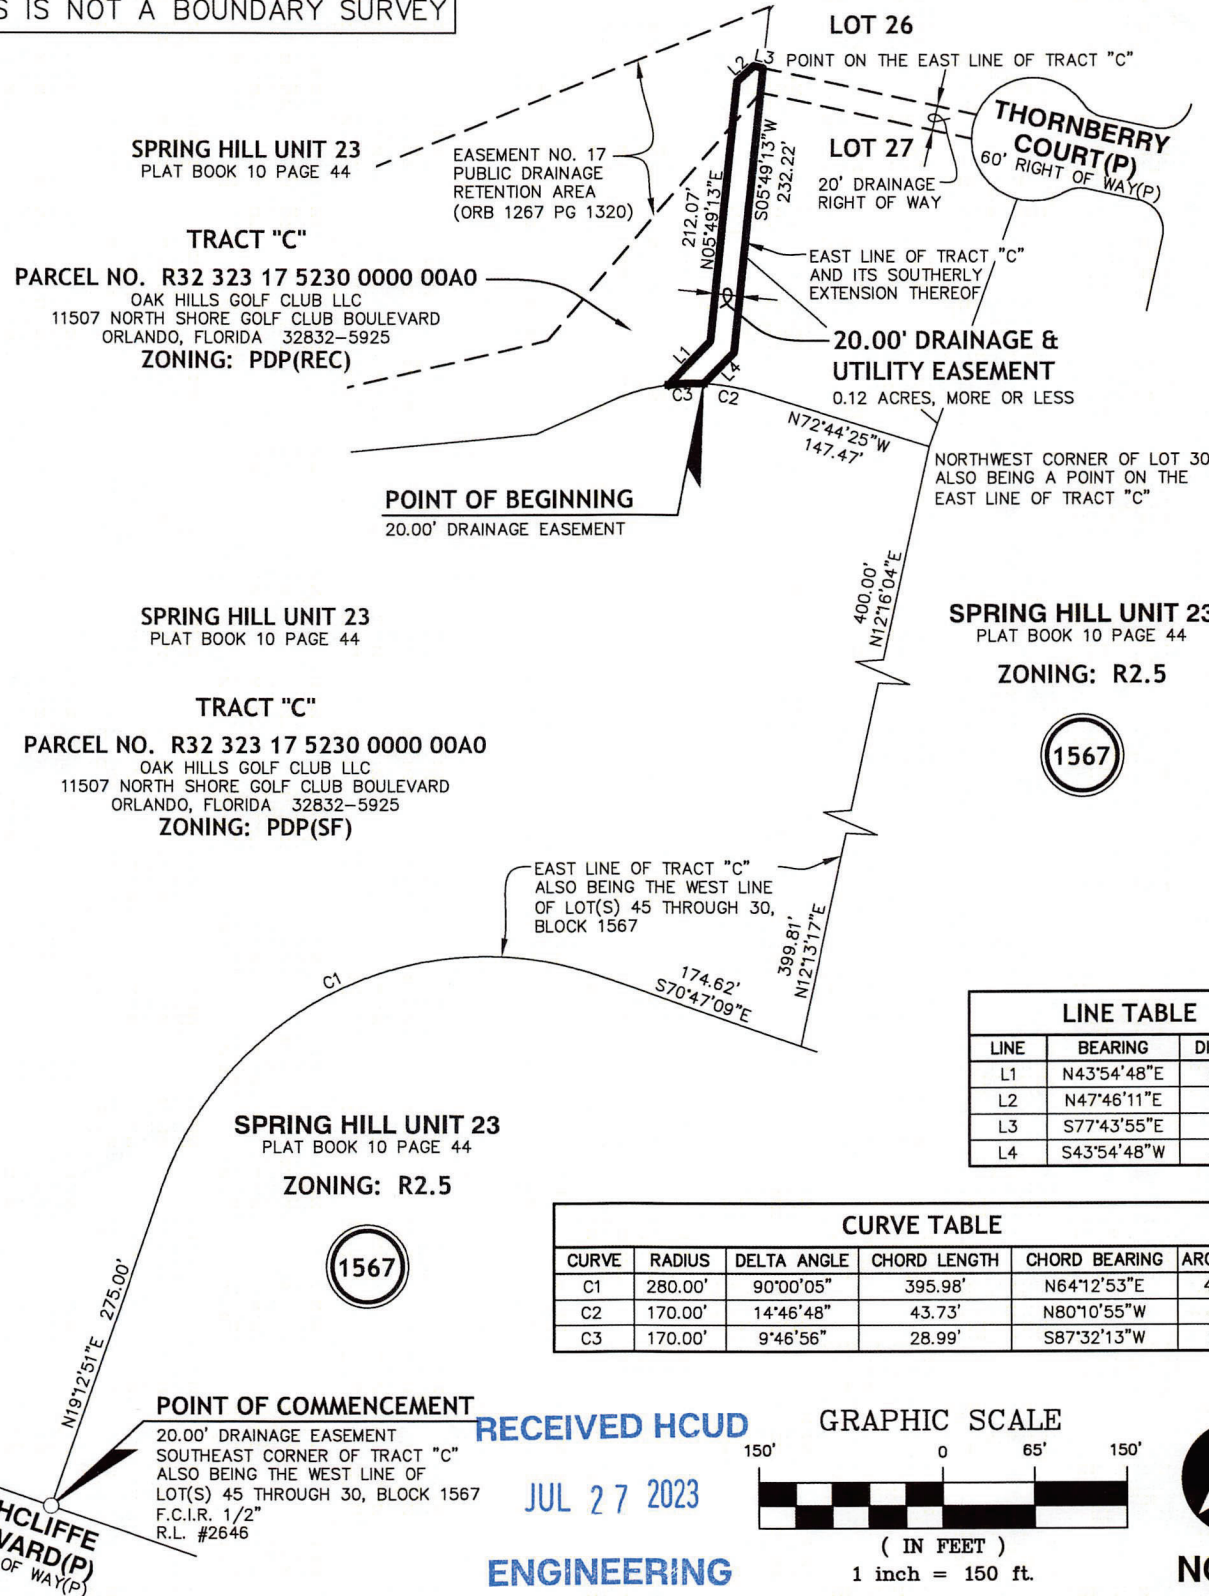 S IS NOT A BOUNDARY SURVEY
LOT 26
POINT ON THE EAST LINE OF TRACT "C"
L2
L3
THORNBERRY
COURT(P)
60' RIGHT OF WAY(P)
SPRING HILL UNIT 23
PLAT BOOK 10 PAGE 44
EASEMENT NO. 17
PUBLIC DRAINAGE
RETENTION AREA
(ORB 1267 PG 1320)
212.07'
N05°49'13"E
S05°49'13"W
232.22'
LOT 27
20' DRAINAGE
RIGHT OF WAY
TRACT "C"
PARCEL NO. R32 323 17 5230 0000 00A0
OAK HILLS GOLF CLUB LLC
11507 NORTH SHORE GOLF CLUB BOULEVARD
ORLANDO, FLORIDA 32832-5925
ZONING: PDP(REC)
EAST LINE OF TRACT "C"
AND ITS SOUTHERLY
EXTENSION THEREOF
20.00' DRAINAGE &
UTILITY EASEMENT
0.12 ACRES, MORE OR LESS
L1
L4
C3
C2
N72°44'25"W
147.47'
NORTHWEST CORNER OF LOT 30
ALSO BEING A POINT ON THE
EAST LINE OF TRACT "C"
POINT OF BEGINNING
20.00' DRAINAGE EASEMENT
400.00'
N12°16'04"E
SPRING HILL UNIT 23
PLAT BOOK 10 PAGE 44
SPRING HILL UNIT 23
PLAT BOOK 10 PAGE 44
ZONING: R2.5
1567
TRACT "C"
PARCEL NO. R32 323 17 5230 0000 00A0
OAK HILLS GOLF CLUB LLC
11507 NORTH SHORE GOLF CLUB BOULEVARD
ORLANDO, FLORIDA 32832-5925
ZONING: PDP(SF)
EAST LINE OF TRACT "C"
ALSO BEING THE WEST LINE
OF LOT(S) 45 THROUGH 30,
BLOCK 1567
399.81'
N12°13'17"E
C1
174.62'
S70°47'09"E
LINE TABLE
LINE BEARING
L1 N43°54'48"E
L2 N47°46'11"E
L3 S77°43'55"E
L4 S43°54'48"W
SPRING HILL UNIT 23
PLAT BOOK 10 PAGE 44
ZONING: R2.5
1567
CURVE TABLE
CURVE RADIUS DELTA ANGLE CHORD LENGTH CHORD BEARING
C1 280.00' 90°00'05" 395.98' N64°12'53"E
C2 170.00' 14°46'48" 43.73' N80°10'55"W
C3 170.00' 9°46'56" 28.99' S87°32'13"W
N19°12'51"E 275.00'
POINT OF COMMENCEMENT
20.00' DRAINAGE EASEMENT
SOUTHEAST CORNER OF TRACT "C"
ALSO BEING THE WEST LINE OF
LOT(S) 45 THROUGH 30, BLOCK 1567
F.C.I.R. 1/2"
R.L. #2646
HCLIFFE
VARD(P)
OF WAY(P)
RECEIVED HCUD
JUL 27 2023
ENGINEERING
GRAPHIC SCALE
150' 0 65' 150'
( IN FEET )
1 inch = 150 ft.